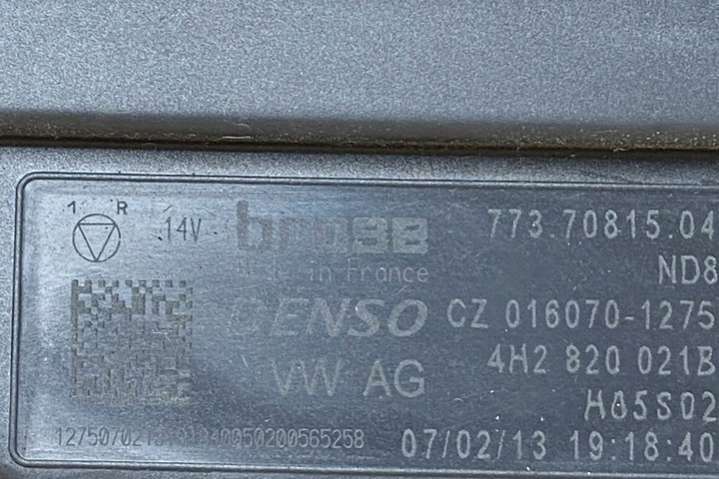 1 R 14V brose 773.70815.04
Made in France ND8
DENSO CZ 016070-1275
VW AG 4H2 820 021B
H85S02
07/02/13 19:18:40